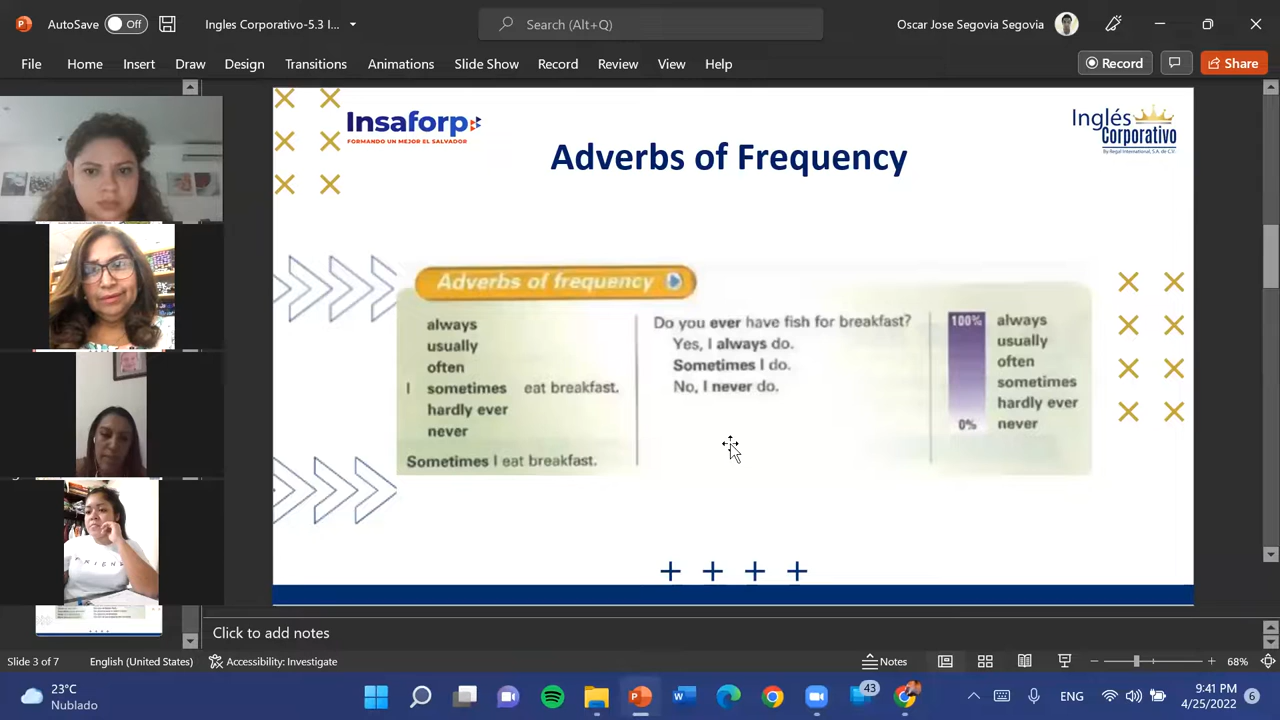 AutoSave Off Ingles Corporativo-5.3 I... Search (Alt+Q) Oscar Jose Segovia Segovia
File Home Insert Draw Design Transitions Animations Slide Show Record Review View Help Record Share
Insaforp
FORMANDO UN MEJOR EL SALVADOR
Inglés
Corporativo
By Regal International, S.A. de C.V.
Adverbs of Frequency
Adverbs of frequency
always
usually
often
I sometimes eat breakfast.
hardly ever
never
Sometimes I eat breakfast.
Do you ever have fish for breakfast?
Yes, I always do.
Sometimes I do.
No, I never do.
100% always
usually
often
sometimes
hardly ever
0% never
Click to add notes
Slide 3 of 7 English (United States) Accessibility: Investigate Notes 68%
23°C
Nublado
43
ENG
9:41 PM
4/25/2022
6